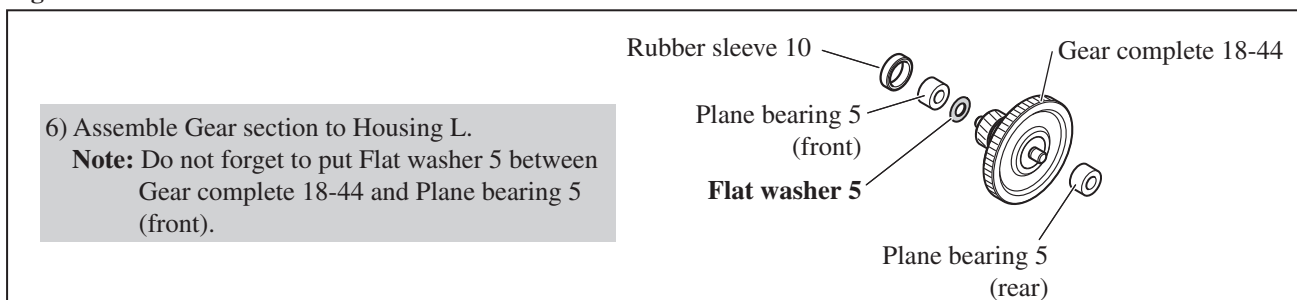 6) Assemble Gear section to Housing L.
Note: Do not forget to put Flat washer 5 between
Gear complete 18-44 and Plane bearing 5
(front).
Rubber sleeve 10
Gear complete 18-44
Plane bearing 5
(front)
Flat washer 5
Plane bearing 5
(rear)